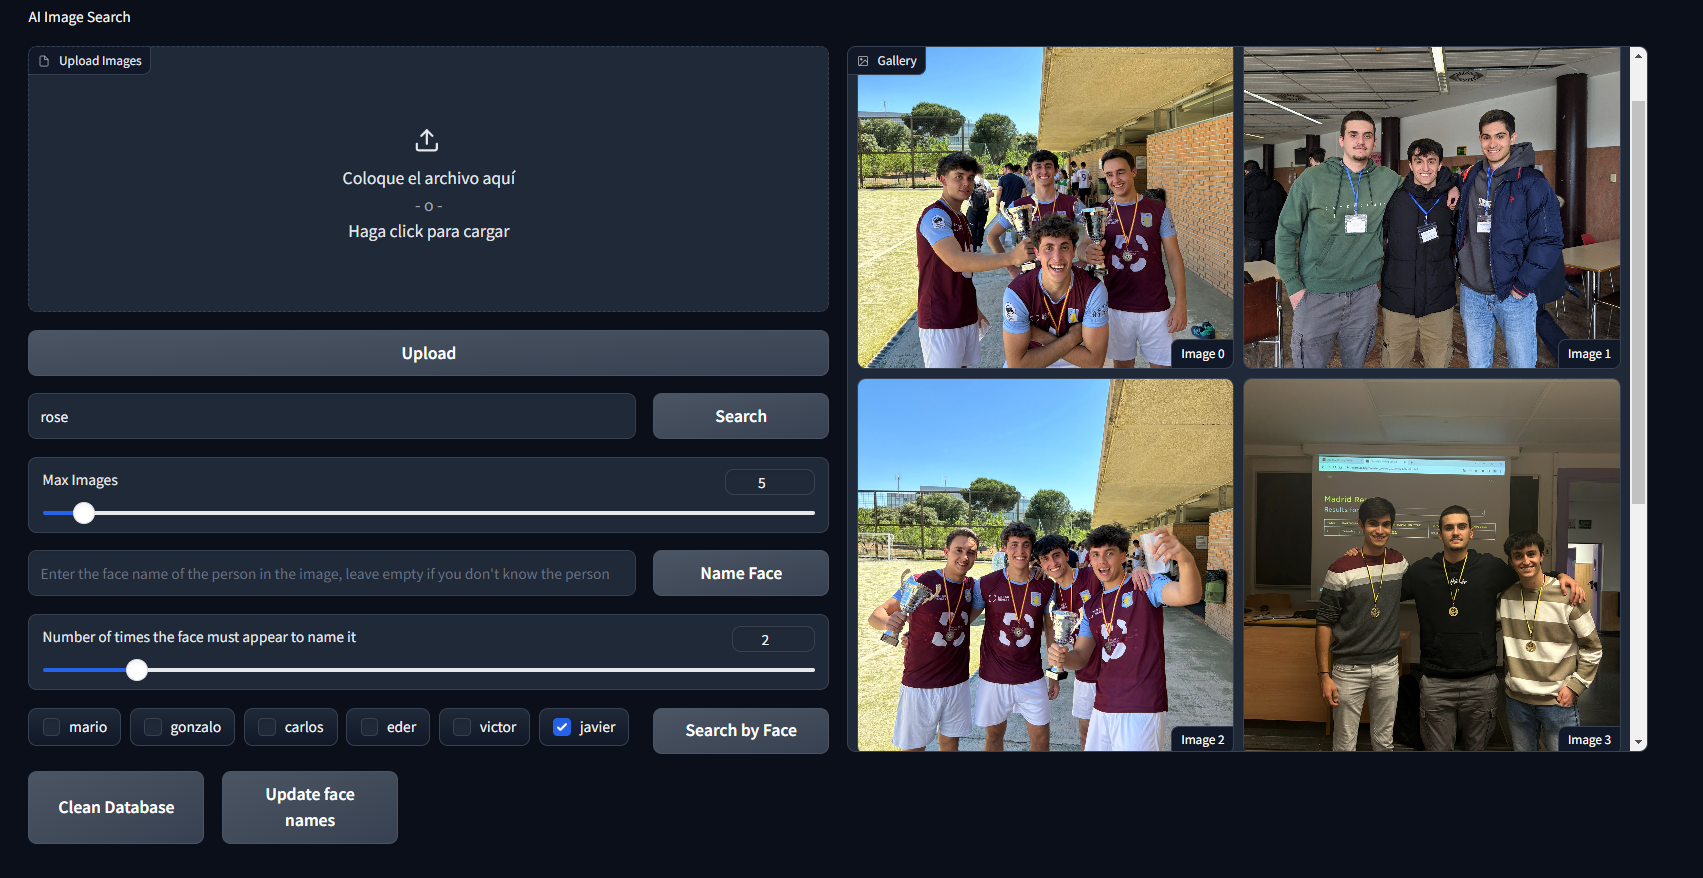 AI Image Search
Upload Images
Coloque el archivo aquí
- o -
Haga click para cargar
Upload
rose
Search
Max Images
5
Enter the face name of the person in the image, leave empty if you don't know the person
Name Face
Number of times the face must appear to name it
2
mario
gonzalo
carlos
eder
victor
javier
Search by Face
Clean Database
Update face
names
Gallery
Image 0
Image 1
Image 2
Madrid Re
Results for
Image 3